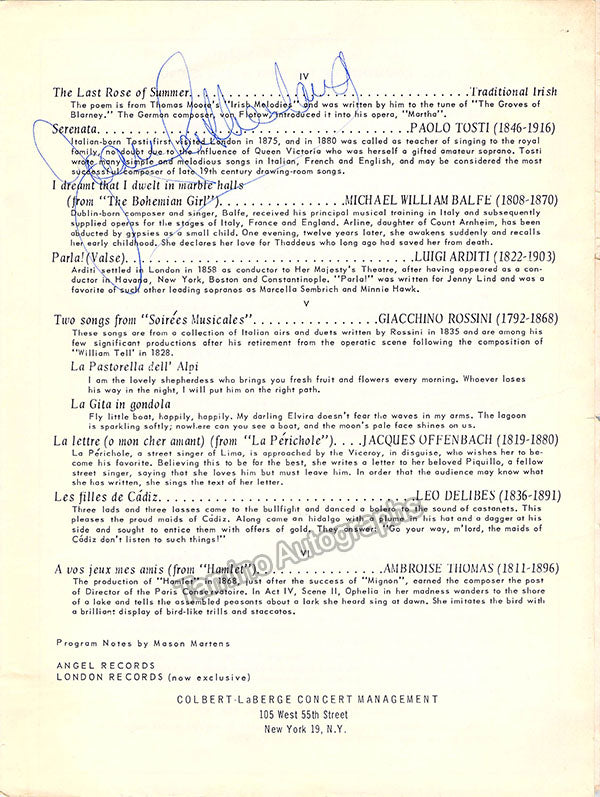 IV
The Last Rose of Summer. . . . . . . . . . . . . . . . . . . . . . . . . . Traditional Irish
The poem is from Thomas Moore's "Irish Melodies" and was written by him to the tune of "The Groves of
Blarney." The German composer, von Flotow, introduced it into his opera, "Martha".
Serenata. . . . . . . . . . . . . . . . . . . . . . . . . . PAOLO TOSTI (1846-1916)
Italian-born Tosti first visited London in 1875, and in 1880 was called as teacher of singing to the royal
family, no doubt due to the influence of Queen Victoria who was herself a gifted amateur soprano. Tosti
wrote many simple and melodious songs in Italian, French and English, and may be considered the most
successful composer of late 19th century drawing-room songs.
I dreamt that I dwelt in marble halls
(from "The Bohemian Girl"). . . . . . . . . . . MICHAEL WILLIAM BALFE (1808-1870)
Dublin-born composer and singer, Balfe, received his principal musical training in Italy and subsequently
supplied operas for the stages of Italy, France and England. Arline, daughter of Count Arnheim, has been
abducted by gypsies as a small child. One evening, twelve years later, she awakens suddenly and recalls
her early childhood. She declares her love for Thaddeus who long ago had saved her from death.
Parla! (Valse). . . . . . . . . . . . . . . . . . . . . . LUIGI ARDITI (1822-1903)
Arditi settled in London in 1858 as conductor to Her Majesty's Theatre, after having appeared as a con-
ductor in Havana, New York, Boston and Constantinople. "Parla!" was written for Jenny Lind and was a
favorite of such other leading sopranos as Marcella Sembrich and Minnie Hawk.
V
Two songs from "Soirées Musicales". . . . . . . . . . . GIACCHINO ROSSINI (1792-1868)
These songs are from a collection of Italian airs and duets written by Rossini in 1835 and are among his
few significant productions after his retirement from the operatic scene following the composition of
"William Tell' in 1828.
La Pastorella dell' Alpi
I am the lovely shepherdess who brings you fresh fruit and flowers every morning. Whoever loses
his way in the night, I will put him on the right path.
La Gita in gondola
Fly little boat, happily, happily. My darling Elvira doesn't fear the waves in my arms. The lagoon
is sparkling softly; nowhere can you see a boat, and the moon's pale face shines on us.
La lettre (o mon cher amant) (from "La Périchole"). . . . JACQUES OFFENBACH (1819-1880)
La Périchole, a street singer of Lima, is approached by the Viceroy, in disguise, who wishes her to be-
come his favorite. Believing this to be for the best, she writes a letter to her beloved Piquillo, a fellow
street singer, saying that she loves him but must leave him. In order that the audience may know what
she has written, she sings the text of her letter.
Les filles de Cádiz. . . . . . . . . . . . . . . . . . . . LEO DELIBES (1836-1891)
Three lads and three lasses came to the bullfight and danced a bolero to the sound of castanets. This
pleases the proud maids of Cádiz. Along came an hidalgo with a plume in his hat and a dagger at his
side and sought to entice them with offers of gold. They answer: "Go your way, m'lord, the maids of
Cádiz don't listen to such things!"
Tamino Autographs
VI
A vos jeux mes amis (from "Hamlet"). . . . . . . . . . . AMBROISE THOMAS (1811-1896)
The production of "Hamlet" in 1868, just after the success of "Mignon", earned the composer the post
of Director of the Paris Conservatoire. In Act IV, Scene II, Ophelia in her madness wanders to the shore
of a lake and tells the assembled peasants about a lark she heard sing at dawn. She imitates the bird with
a brilliant display of bird-like trills and staccatos.
Program Notes by Mason Martens
ANGEL RECORDS
LONDON RECORDS (now exclusive)
COLBERT-LaBERGE CONCERT MANAGEMENT
105 West 55th Street
New York 19, N.Y.